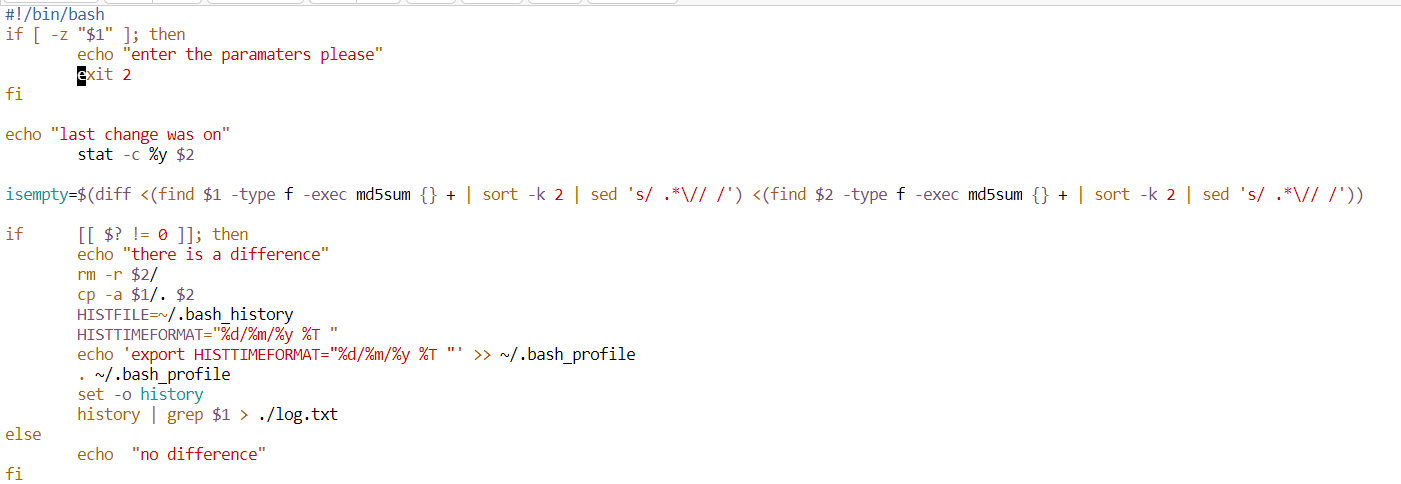 #!/bin/bash
if [ -z "$1" ]; then
        echo "enter the paramaters please"
        exit 2
fi

echo "last change was on"
        stat -c %y $2

isempty=$(diff <(find $1 -type f -exec md5sum {} + | sort -k 2 | sed 's/ .*\// /') <(find $2 -type f -exec md5sum {} + | sort -k 2 | sed 's/ .*\// /'))

if      [[ $? != 0 ]]; then
        echo "there is a difference"
        rm -r $2/
        cp -a $1/. $2
        HISTFILE=~/.bash_history
        HISTTIMEFORMAT="%d/%m/%y %T "
        echo 'export HISTTIMEFORMAT="%d/%m/%y %T "' >> ~/.bash_profile
        . ~/.bash_profile
        set -o history
        history | grep $1 > ./log.txt
else
        echo  "no difference"
fi